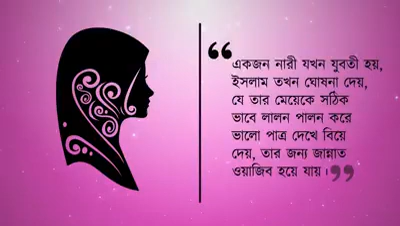 “একজন নারী যখন যুবতী হয়,
ইসলাম তখন ঘোষনা দেয়,
যে তার মেয়েকে সঠিক
ভাবে লালন পালন করে
ভালো পাত্র দেখে বিয়ে
দেয়, তার জন্য জান্নাত
ওয়াজিব হয়ে যায়।”